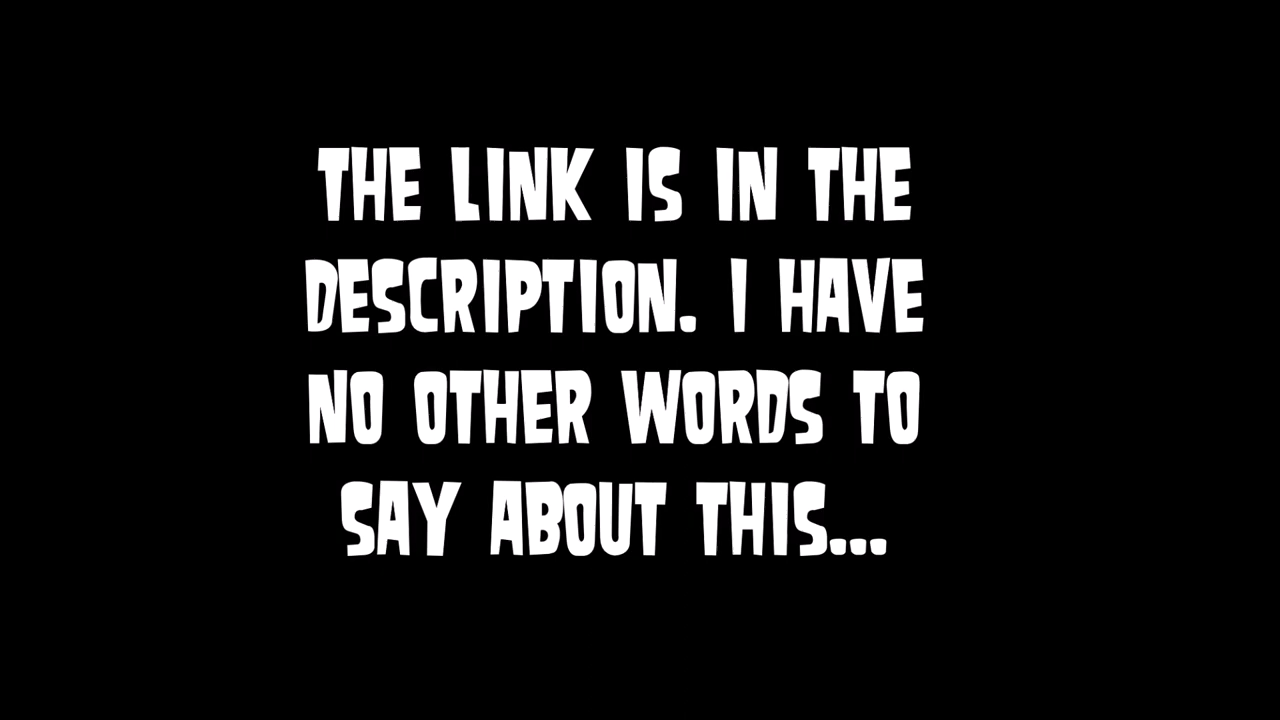 THE LINK IS IN THE
DESCRIPTION. I HAVE
NO OTHER WORDS TO
SAY ABOUT THIS...